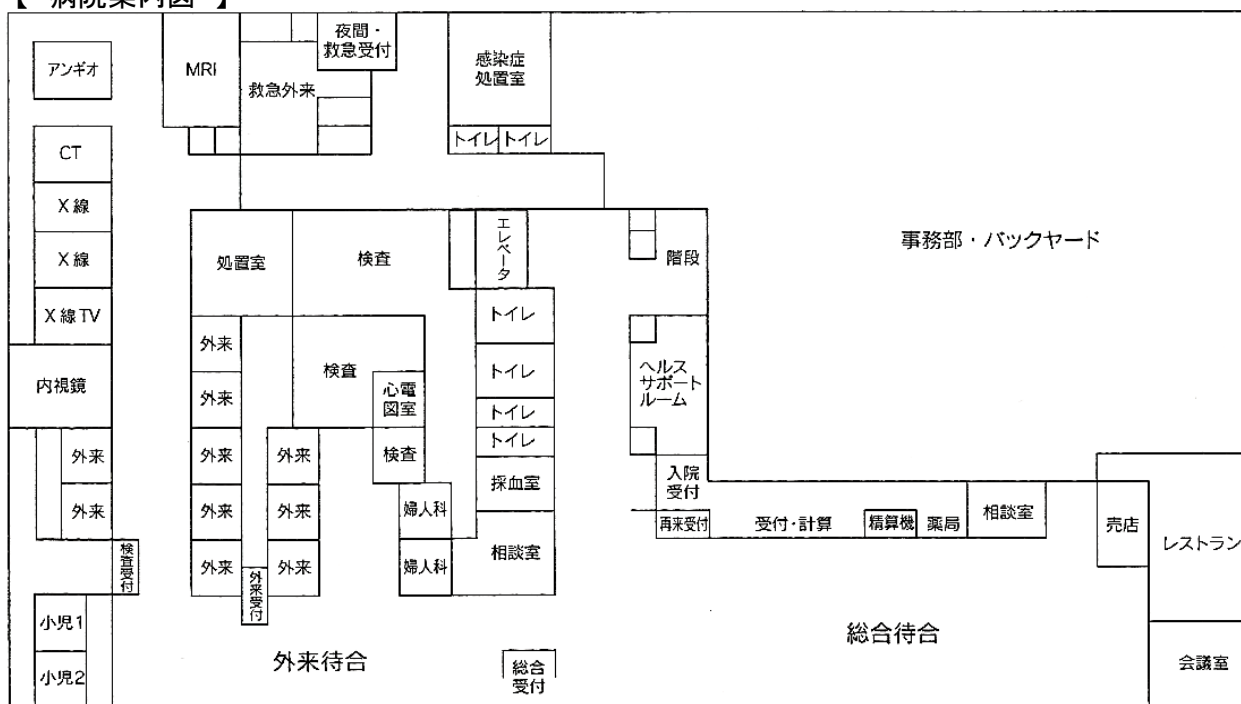 【 病院案内図 】
アンギオ
MRI
救急外来
夜間・
救急受付
感染症
処置室
トイレ
トイレ
CT
X線
X線
X線TV
内視鏡
外来
外来
検査受付
小児1
小児2
処置室
検査
エレベータ
階段
事務部・バックヤード
外来
外来
外来
外来
外来
検査
心電
図室
検査
外来
外来
外来
外来受付
婦人科
婦人科
トイレ
トイレ
トイレ
トイレ
採血室
相談室
ヘルス
サポート
ルーム
入院
受付
再来受付
受付・計算
精算機
薬局
相談室
売店
レストラン
会議室
外来待合
総合
受付
総合待合